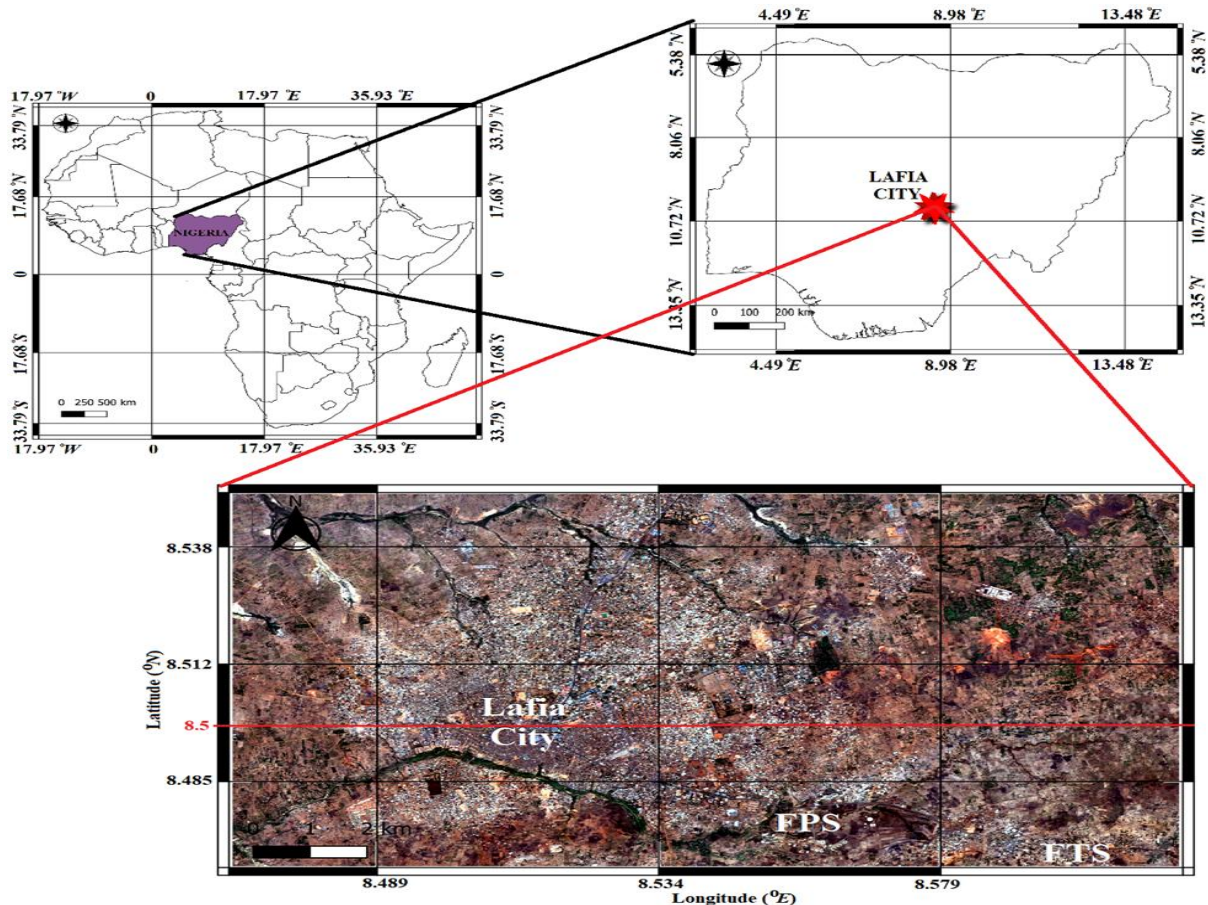 17.97 °W 0 17.97 °E 35.93 °E
33.79 °N
17.68 °N
0
17.68 °S
33.79 °S
33.79 °N
17.68 °N
0
17.68 °S
33.79 °S
NIGERIA
0 250 500 km
17.97 °W 0 17.97 °E 35.93 °E
4.49 °E 8.98 °E 13.48 °E
5.38 °N
8.06 °N
10.72 °N
13.35 °N
5.38 °N
8.06 °N
10.72 °N
13.35 °N
LAFIA
CITY
0 100 200 km
4.49 °E 8.98 °E 13.48 °E
N
8.538
8.512
8.5
8.485
Latitude (°N)
Lafia
City
FPS
FTS
0 1 2 km
8.489 8.534 8.579
Longitude (°E)